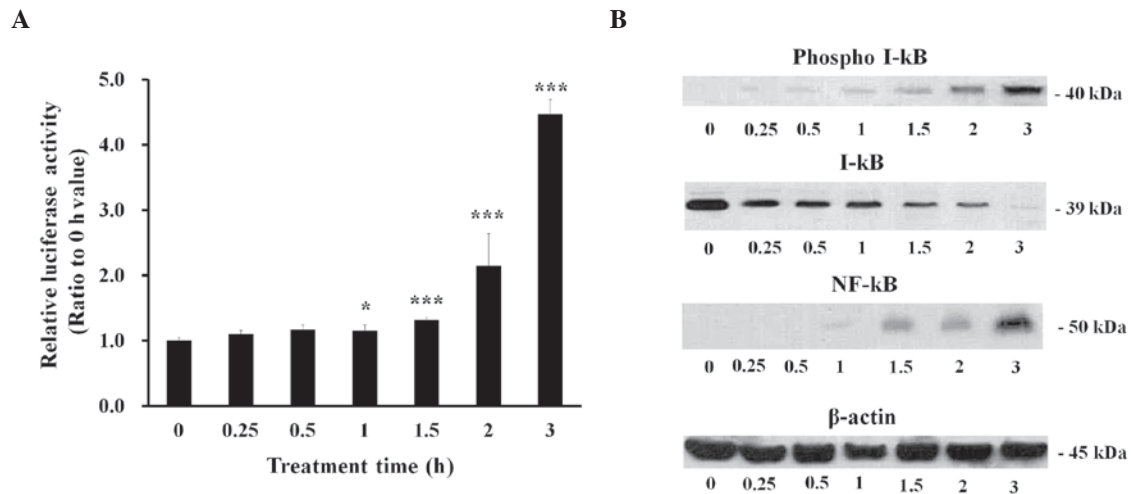 A
Relative luciferase activity
(Ratio to 0 h value)
5.0
4.0
3.0
2.0
1.0
0.0
*
***
***
***
0 0.25 0.5 1 1.5 2 3
Treatment time (h)
B
Phospho I-kB
- 40 kDa
0 0.25 0.5 1 1.5 2 3
I-kB
- 39 kDa
0 0.25 0.5 1 1.5 2 3
NF-kB
- 50 kDa
0 0.25 0.5 1 1.5 2 3
β-actin
- 45 kDa
0 0.25 0.5 1 1.5 2 3